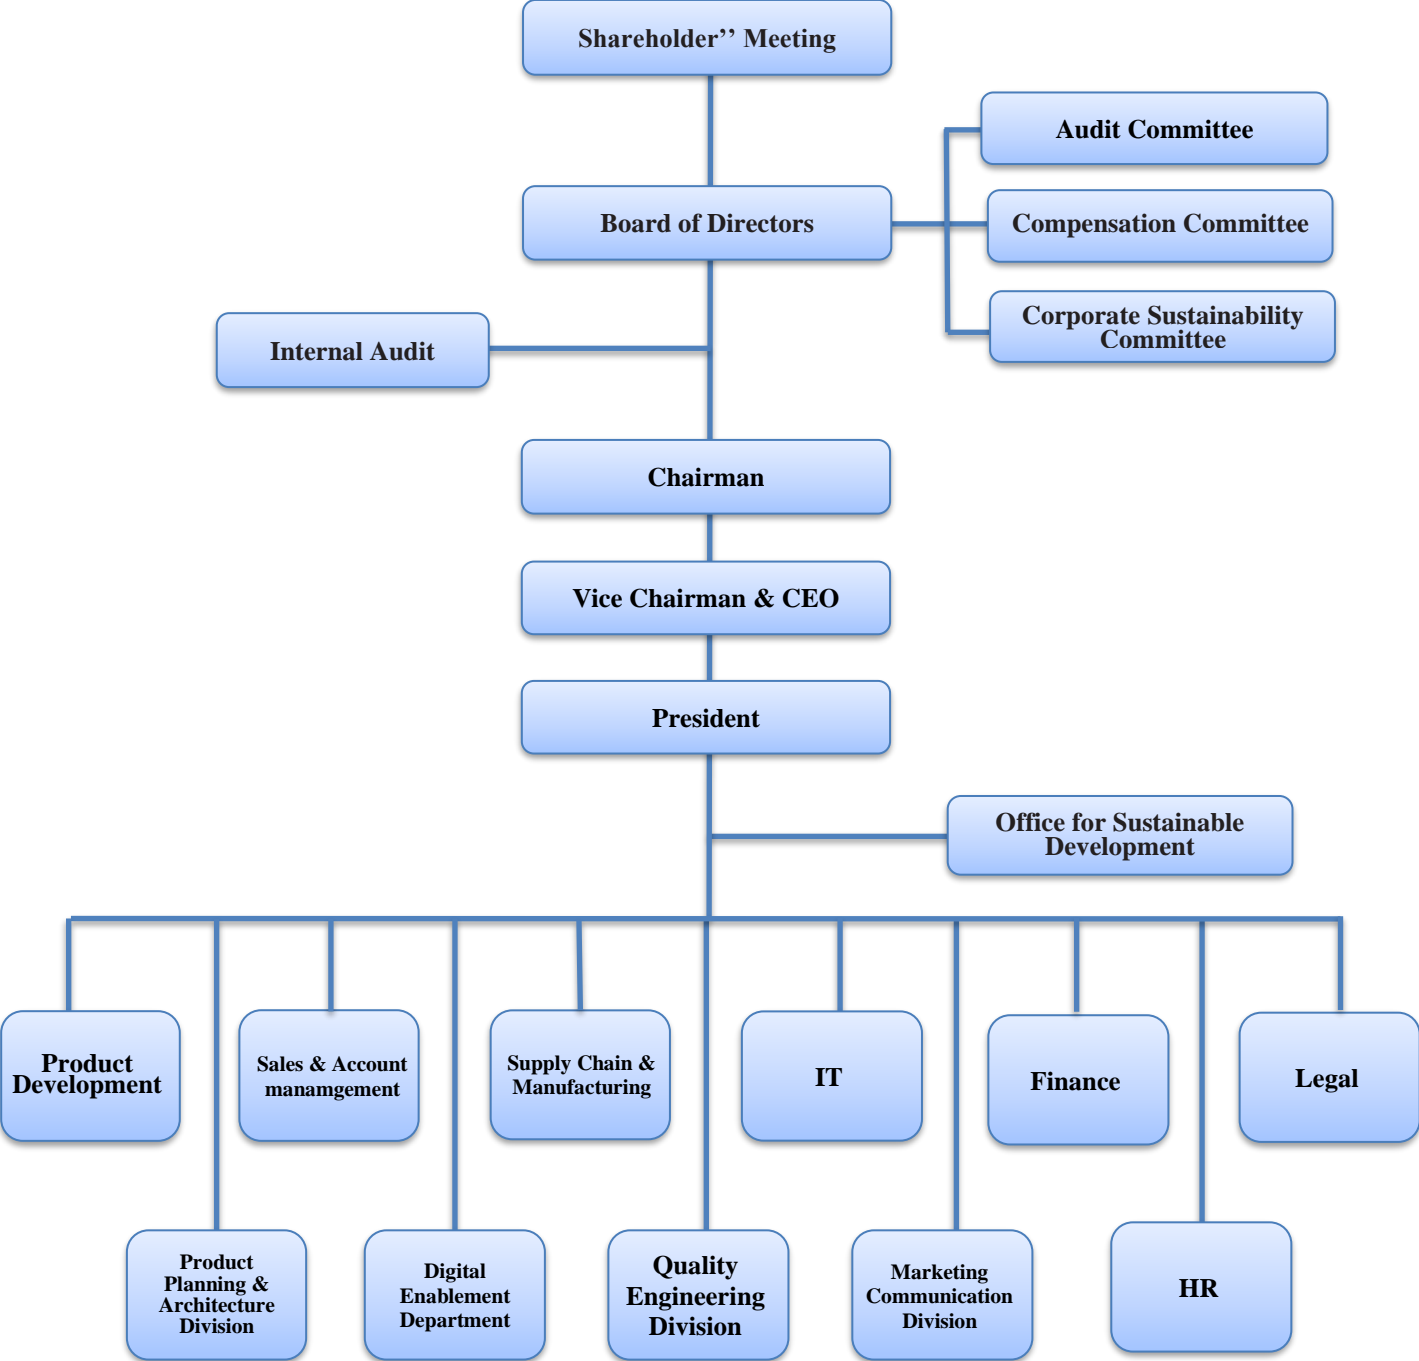 Shareholder’’ Meeting
Audit Committee
Board of Directors
Compensation Committee
Corporate Sustainability
Committee
Internal Audit
Chairman
Vice Chairman & CEO
President
Office for Sustainable
Development
Product
Development
Sales & Account
manamgement
Supply Chain &
Manufacturing
IT
Finance
Legal
Product
Planning &
Architecture
Division
Digital
Enablement
Department
Quality
Engineering
Division
Marketing
Communication
Division
HR